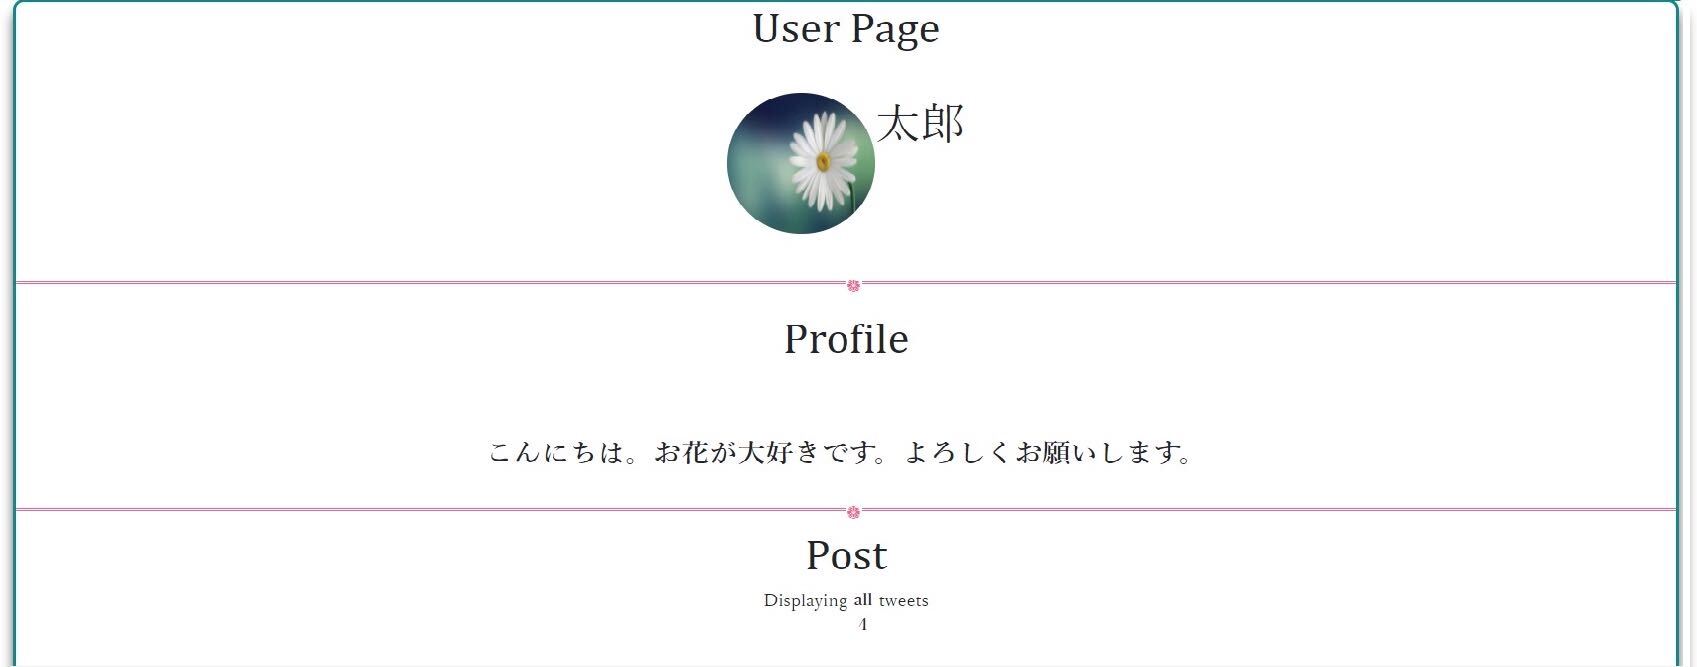 User Page
太郎
Profile
こんにちは。お花が大好きです。よろしくお願いします。
Post
Displaying all tweets
4